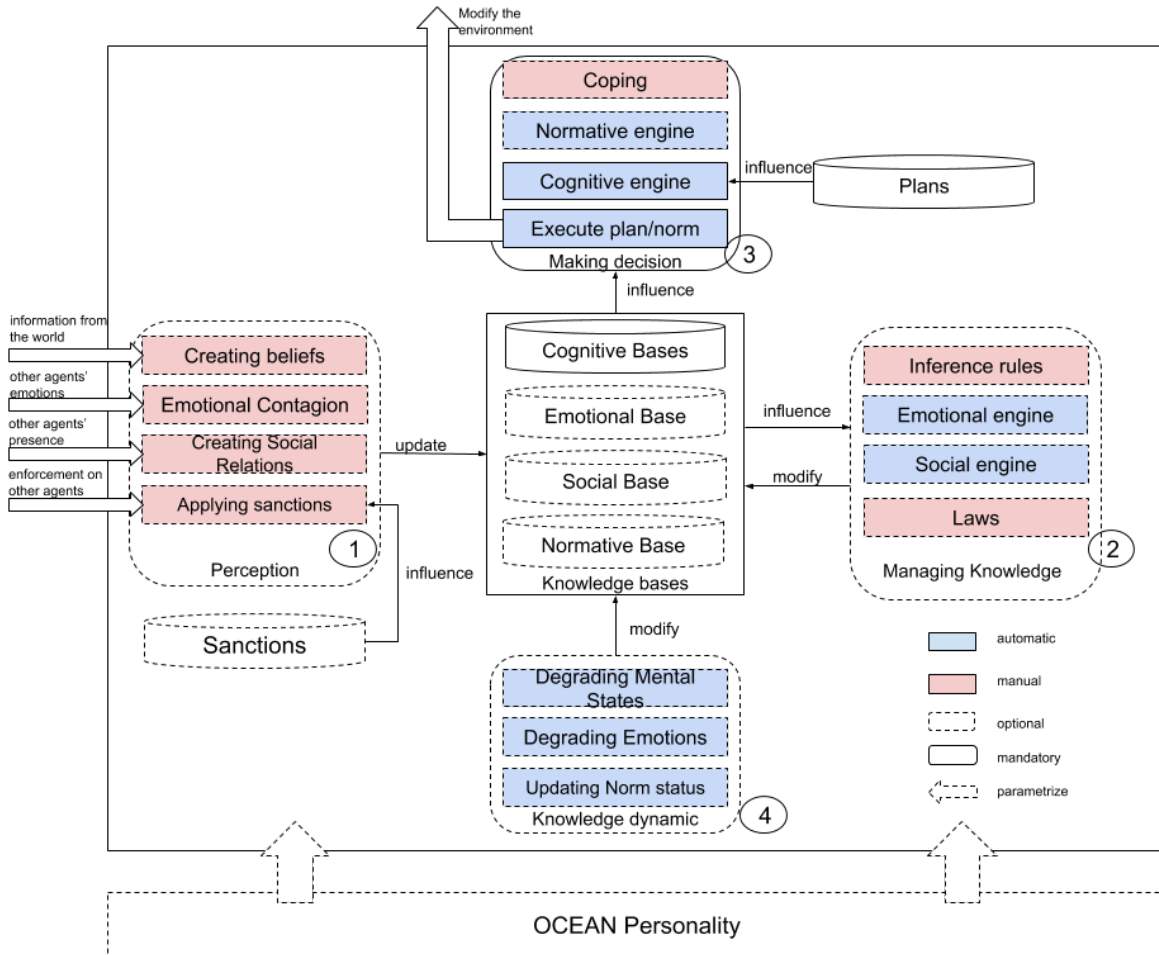 Modify the
environment
Coping
Normative engine
Cognitive engine
Execute plan/norm
Making decision
3
influence
Plans
influence
information from
the world
other agents'
emotions
other agents'
presence
enforcement on
other agents
Creating beliefs
Emotional Contagion
Creating Social
Relations
Applying sanctions
1
Perception
update
influence
Sanctions
Cognitive Bases
Emotional Base
Social Base
Normative Base
Knowledge bases
influence
modify
Inference rules
Emotional engine
Social engine
Laws
2
Managing Knowledge
modify
Degrading Mental
States
Degrading Emotions
Updating Norm status
Knowledge dynamic
4
automatic
manual
optional
mandatory
parametrize
OCEAN Personality